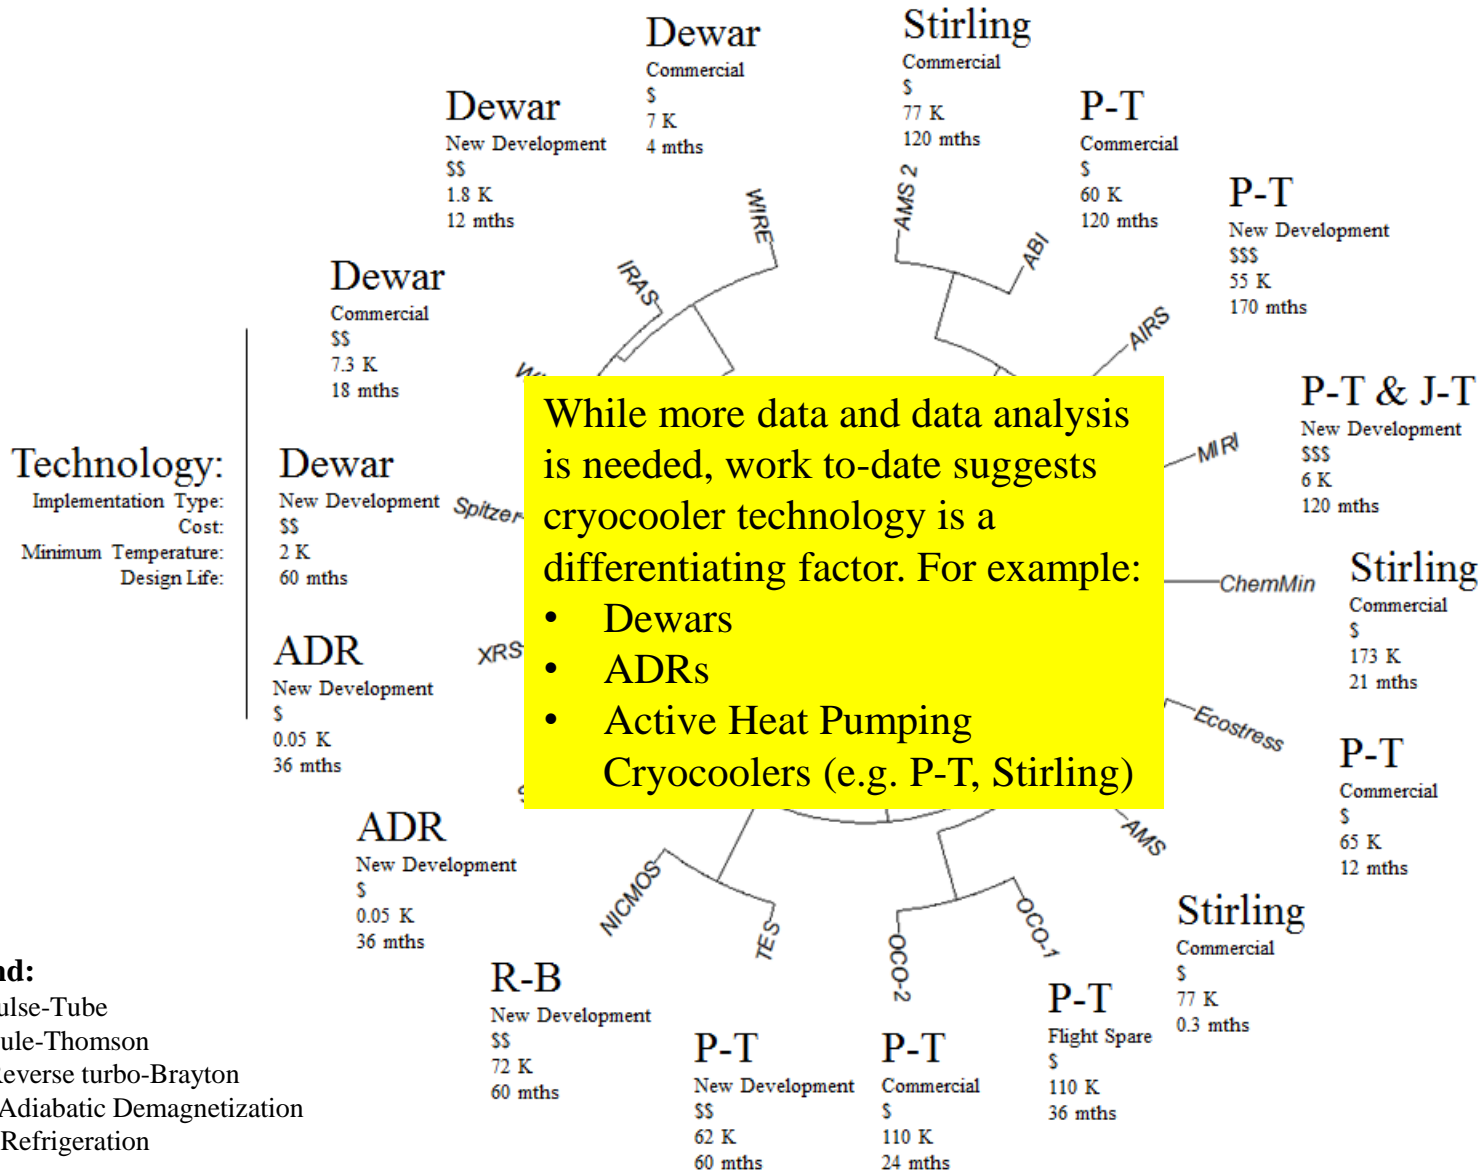 Dewar
Commercial
$
7 K
4 mths
WIRE
Stirling
Commercial
$
77 K
120 mths
AMS 2
Dewar
New Development
$$
1.8 K
12 mths
IRAS
P-T
Commercial
$
60 K
120 mths
ABI
P-T
New Development
$$$
55 K
170 mths
AIRS
Dewar
Commercial
$$
7.3 K
18 mths
P-T & J-T
New Development
$$$
6 K
120 mths
MIRI
Technology:
Implementation Type:
Cost:
Minimum Temperature:
Design Life:
Dewar
New Development
$$
2 K
60 mths
Spitzer
While more data and data analysis
is needed, work to-date suggests
cryocooler technology is a
differentiating factor. For example:
• Dewars
• ADRs
• Active Heat Pumping
Cryocoolers (e.g. P-T, Stirling)
ChemMin
Stirling
Commercial
$
173 K
21 mths
ADR
New Development
$
0.05 K
36 mths
XRS
Ecostress
P-T
Commercial
$
65 K
12 mths
ADR
New Development
$
0.05 K
36 mths
AMS
Stirling
Commercial
$
77 K
0.3 mths
NICMOS
R-B
New Development
$$
72 K
60 mths
TES
P-T
New Development
$$
62 K
60 mths
OCO-2
P-T
Commercial
$
110 K
24 mths
OCO-1
P-T
Flight Spare
$
110 K
36 mths
nd:
ulse-Tube
ule-Thomson
Reverse turbo-Brayton
Adiabatic Demagnetization
Refrigeration